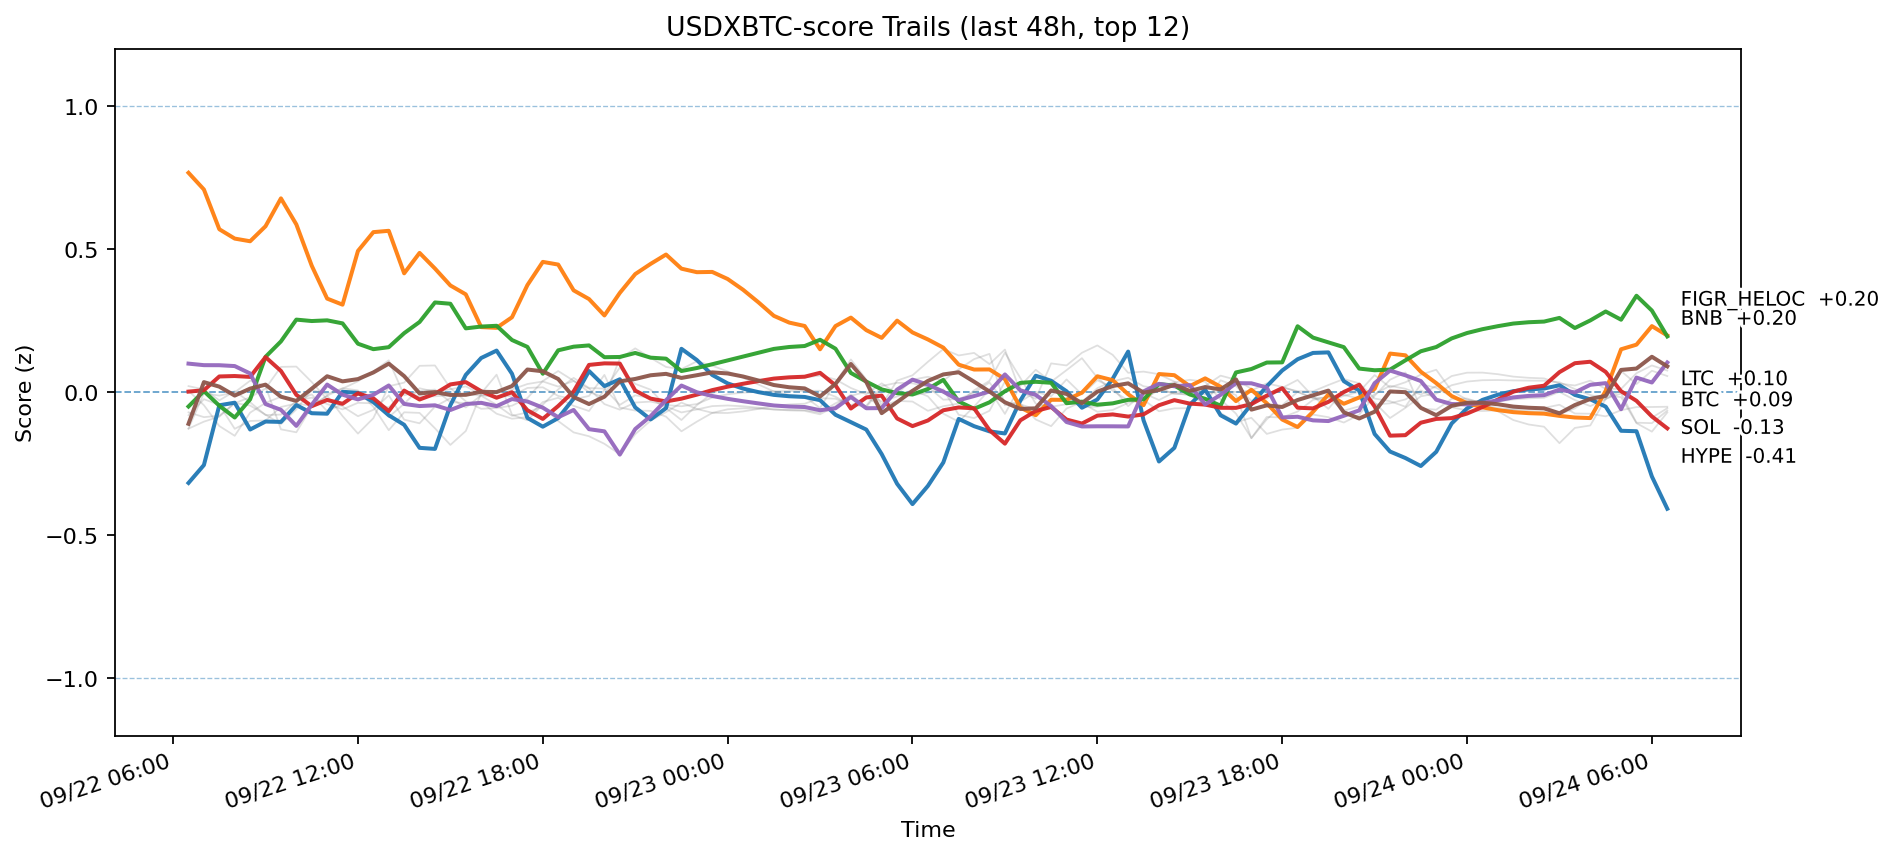 USDXBTC-score Trails (last 48h, top 12)
Score (z)
1.0
0.5
0.0
−0.5
−1.0
FIGR_HELOC +0.20
BNB +0.20
LTC +0.10
BTC +0.09
SOL -0.13
HYPE -0.41
09/22 06:00
09/22 12:00
09/22 18:00
09/23 00:00
09/23 06:00
09/23 12:00
09/23 18:00
09/24 00:00
09/24 06:00
Time